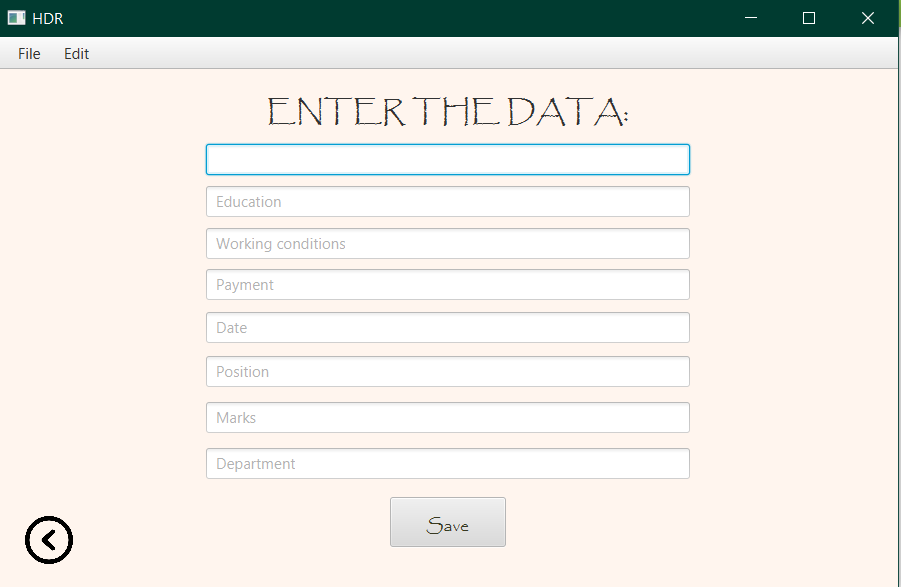 HDR
File Edit
ENTER THE DATA:
Education
Working conditions
Payment
Date
Position
Marks
Department
Save